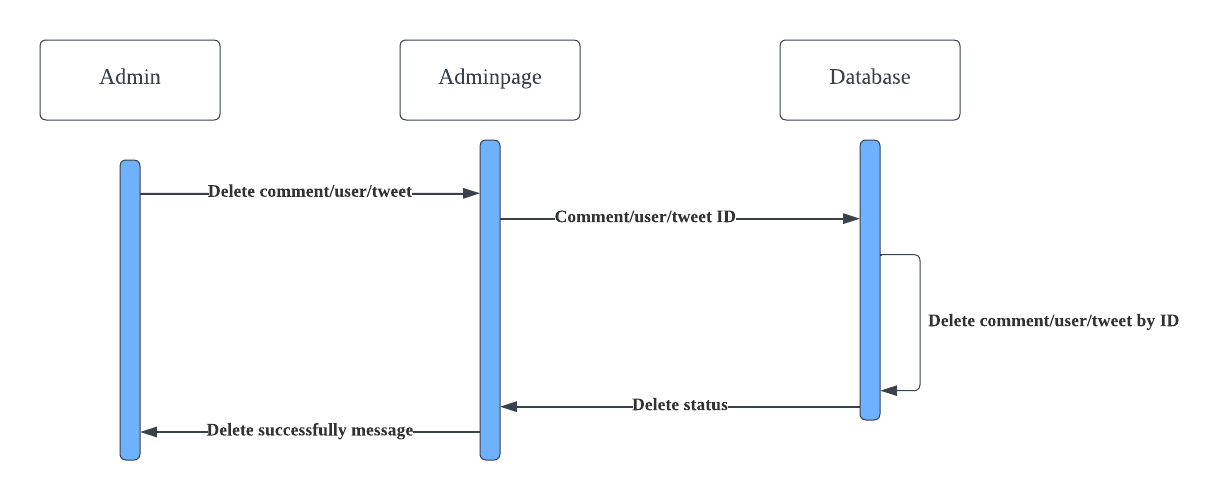 Admin
Adminpage
Database
Delete comment/user/tweet
Comment/user/tweet ID
Delete comment/user/tweet by ID
Delete status
Delete successfully message